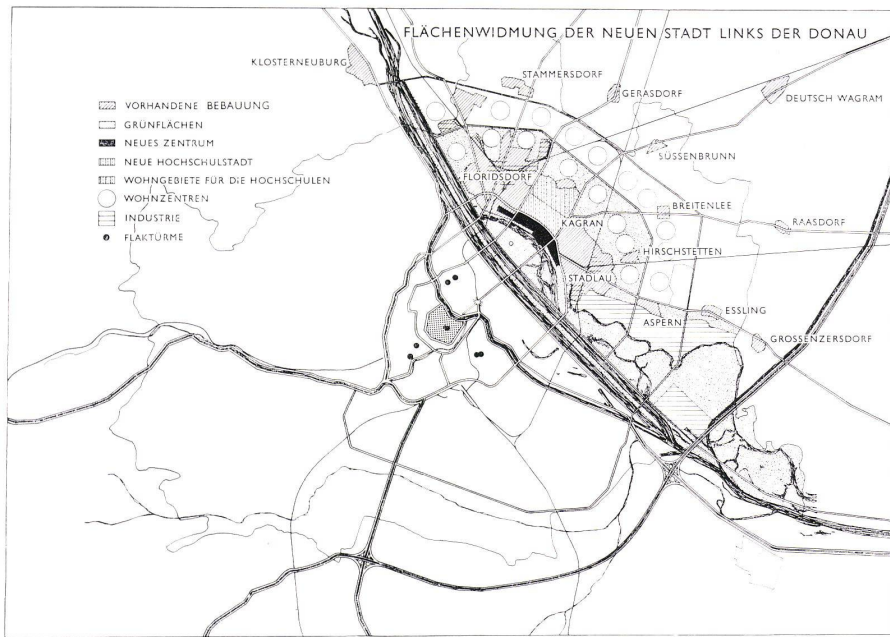 FLÄCHENWIDMUNG DER NEUEN STADT LINKS DER DONAU
KLOSTERNEUBURG
STAMMERSDORF
GERASDORF
DEUTSCH WAGRAM
VORHANDENE BEBAUUNG
GRÜNFLÄCHEN
NEUES ZENTRUM
NEUE HOCHSCHULSTADT
WOHNGEBIETE FÜR DIE HOCHSCHULEN
WOHNZENTREN
INDUSTRIE
FLAKTÜRME
SÜSSENBRUNN
FLORIDSDORF
BREITENLEE
KAGRAN
RAASDORF
HIRSCHSTETTEN
STADLAU
ESSLING
ASPERN
GROSSENZERSDORF